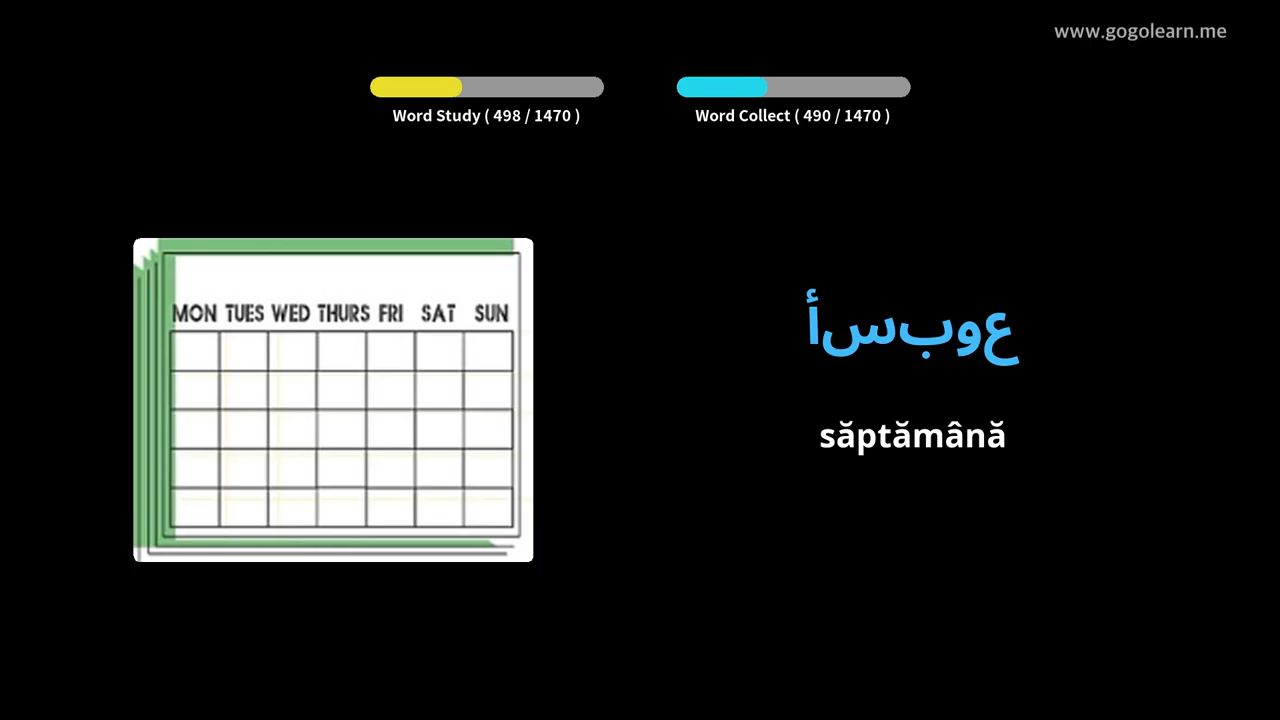 www.gogolearn.me
Word Study ( 498 / 1470 )
Word Collect ( 490 / 1470 )
MON TUES WED THURS FRI SAT SUN
أسبوع
săptămână